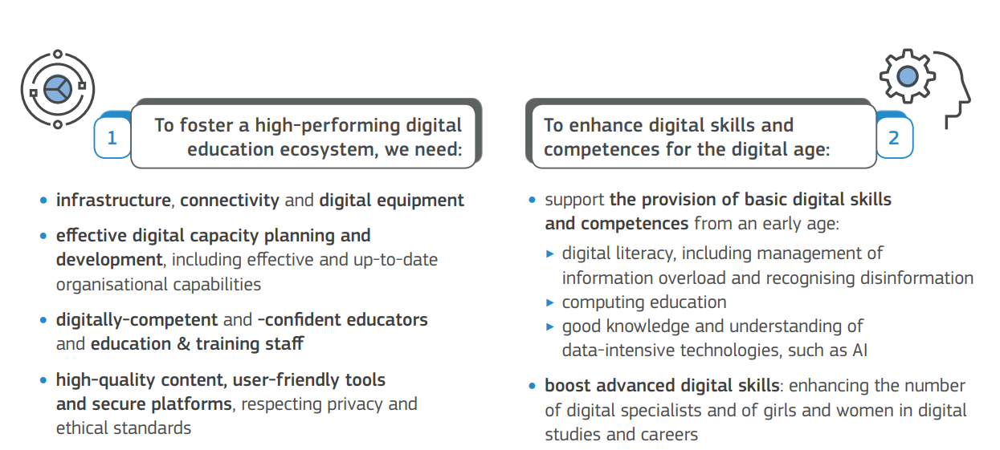 1
To foster a high-performing digital
education ecosystem, we need:
• infrastructure, connectivity and digital equipment
• effective digital capacity planning and
development, including effective and up-to-date
organisational capabilities
• digitally-competent and -confident educators
and education & training staff
• high-quality content, user-friendly tools
and secure platforms, respecting privacy and
ethical standards
To enhance digital skills and
competences for the digital age:
2
• support the provision of basic digital skills
and competences from an early age:
▸ digital literacy, including management of
information overload and recognising disinformation
▸ computing education
▸ good knowledge and understanding of
data-intensive technologies, such as AI
• boost advanced digital skills: enhancing the number
of digital specialists and of girls and women in digital
studies and careers